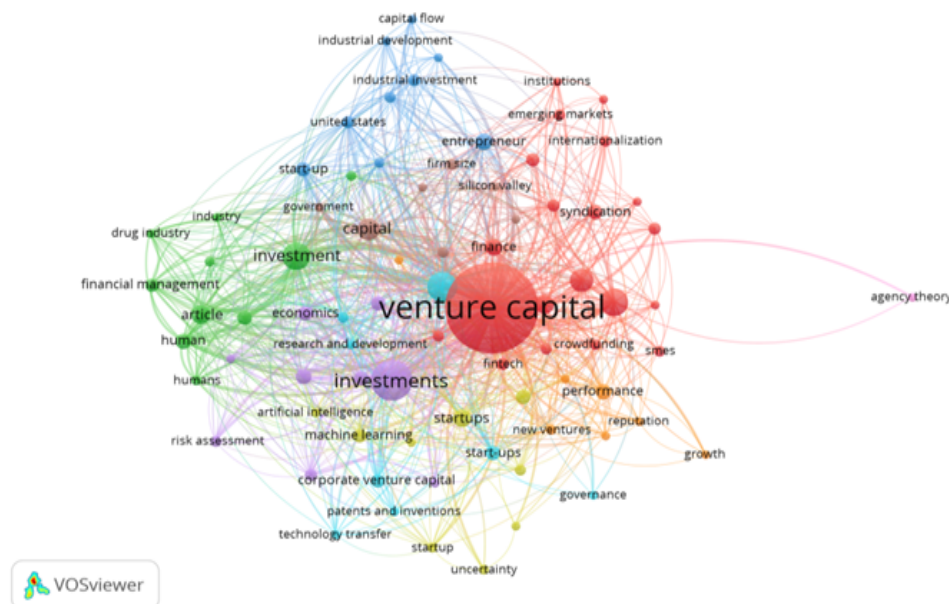 capital flow
industrial development
industrial investment
institutions
emerging markets
united states
entrepreneur
internationalization
firm size
start-up
silicon valley
government
syndication
industry
capital
drug industry
finance
investment
financial management
agency theory
venture capital
article
economics
human
research and development
crowdfunding
smes
fintech
humans
investments
performance
artificial intelligence
startups
reputation
new ventures
machine learning
risk assessment
start-ups
growth
corporate venture capital
governance
patents and inventions
technology transfer
startup
uncertainty
VOSviewer